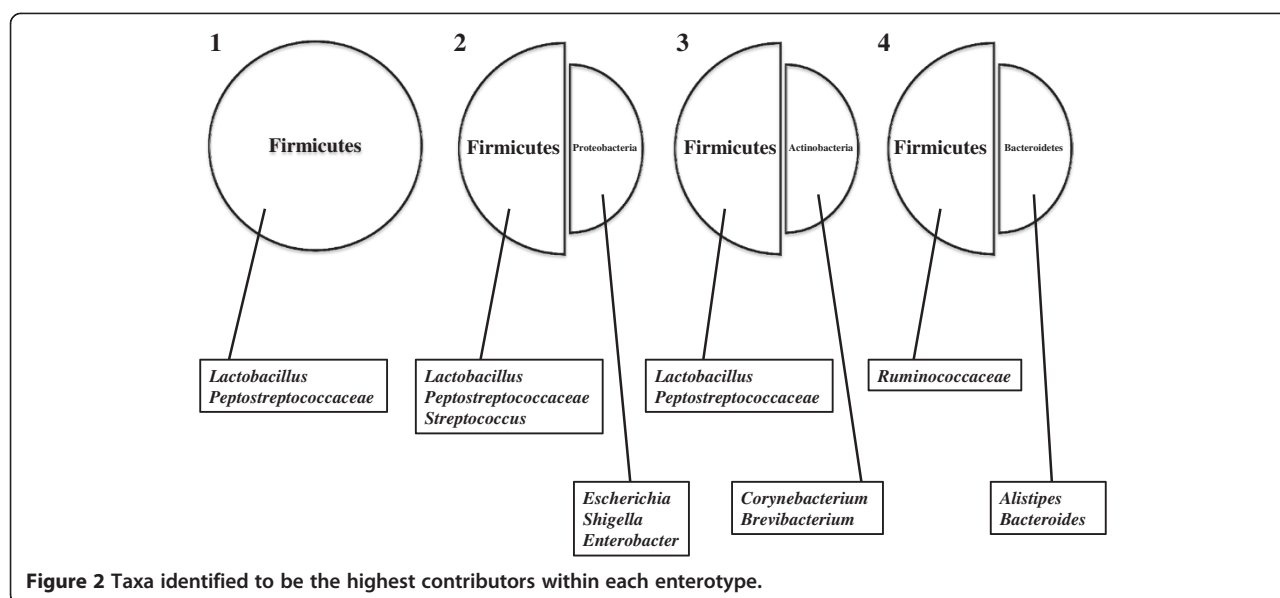 1
Firmicutes
Lactobacillus
Peptostreptococcaceae
2
Firmicutes
Proteobacteria
Lactobacillus
Peptostreptococcaceae
Streptococcus
Escherichia
Shigella
Enterobacter
3
Firmicutes
Actinobacteria
Lactobacillus
Peptostreptococcaceae
Corynebacterium
Brevibacterium
4
Firmicutes
Bacteroidetes
Ruminococcaceae
Alistipes
Bacteroides
Figure 2 Taxa identified to be the highest contributors within each enterotype.